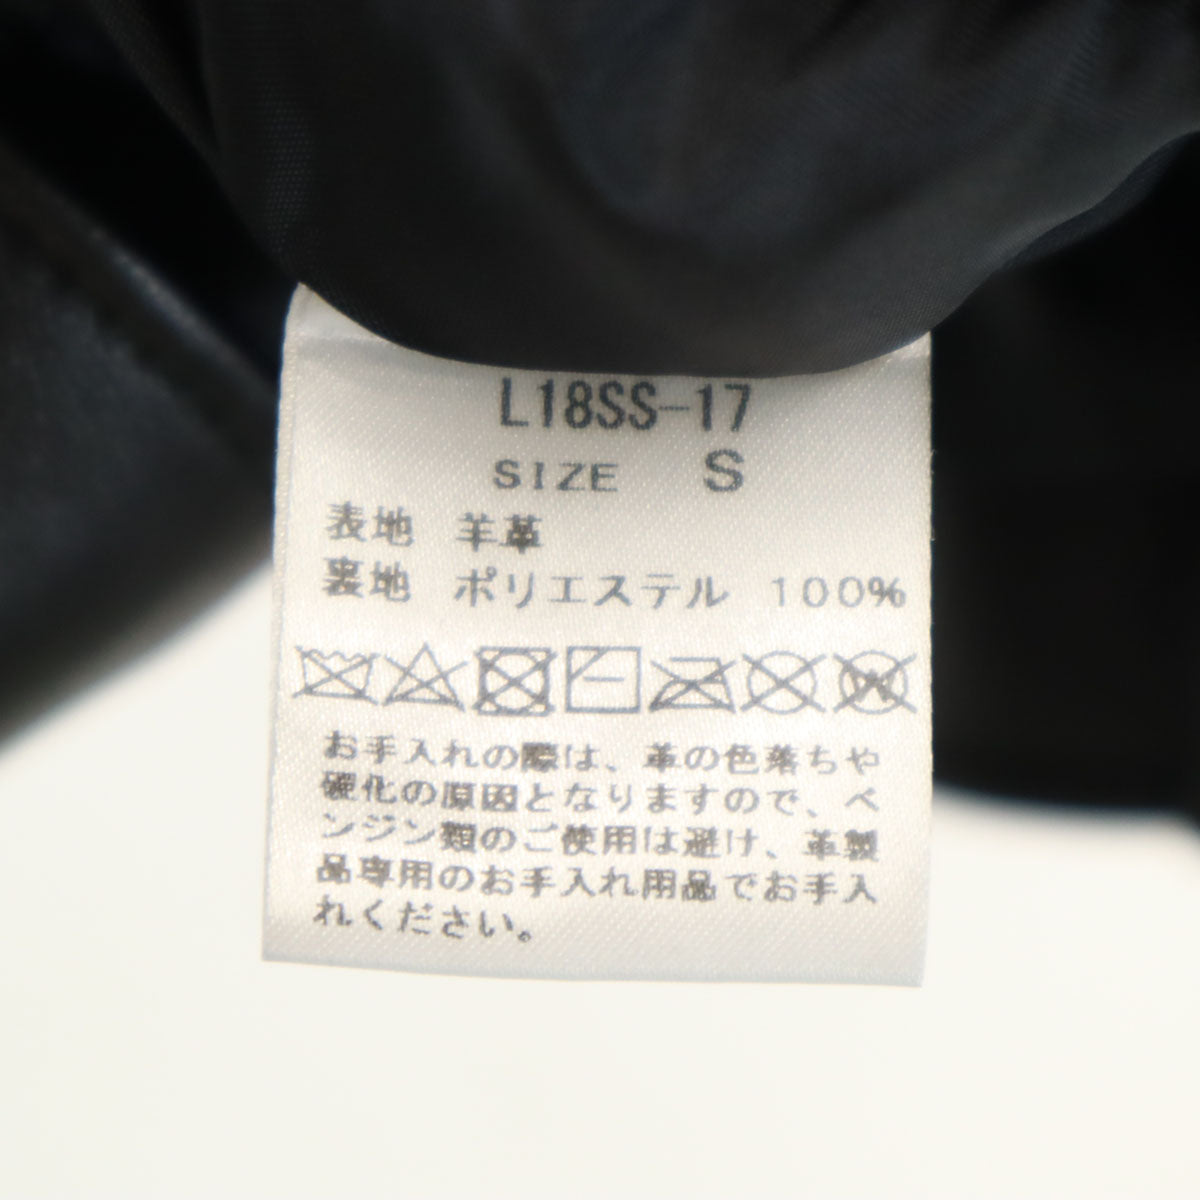 L18SS-17
SIZE S
表地 羊革
裏地 ポリエステル 100%
お手入れの際は、革の色落ちや
硬化の原因となりますので、ベ
ンジン類のご使用は避け、革製
品専用のお手入れ用品でお手入
れください。